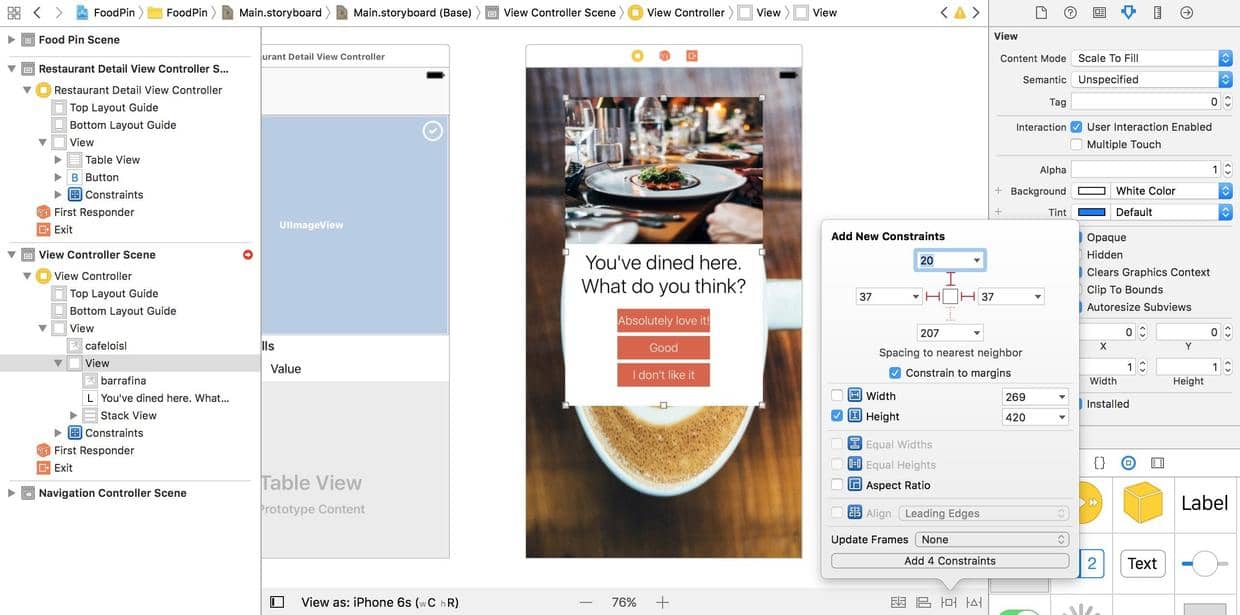 FoodPin
FoodPin
Main.storyboard
Main.storyboard (Base)
View Controller Scene
View Controller
View
View
Food Pin Scene
Restaurant Detail View Controller S...
Restaurant Detail View Controller
Top Layout Guide
Bottom Layout Guide
View
Table View
B Button
Constraints
First Responder
Exit
View Controller Scene
View Controller
Top Layout Guide
Bottom Layout Guide
View
cafeloisl
View
barrafina
L You've dined here. What...
Stack View
Constraints
First Responder
Exit
Navigation Controller Scene
urant Detail View Controller
UIImageView
lls
Value
Table View
Prototype Content
You've dined here.
What do you think?
Absolutely love it!
Good
I don't like it
View as: iPhone 6s (wC hR)
76%
Add New Constraints
20
37
37
207
Spacing to nearest neighbor
Constrain to margins
Width 269
Height 420
Equal Widths
Equal Heights
Aspect Ratio
Align Leading Edges
Update Frames None
Add 4 Constraints
View
Content Mode Scale To Fill
Semantic Unspecified
Tag 0
Interaction User Interaction Enabled
Multiple Touch
Alpha 1
Background White Color
Tint Default
Opaque
Hidden
Clears Graphics Context
Clip To Bounds
Autoresize Subviews
0 0
X Y
1 1
Width Height
Installed
{}
Label
2
Text